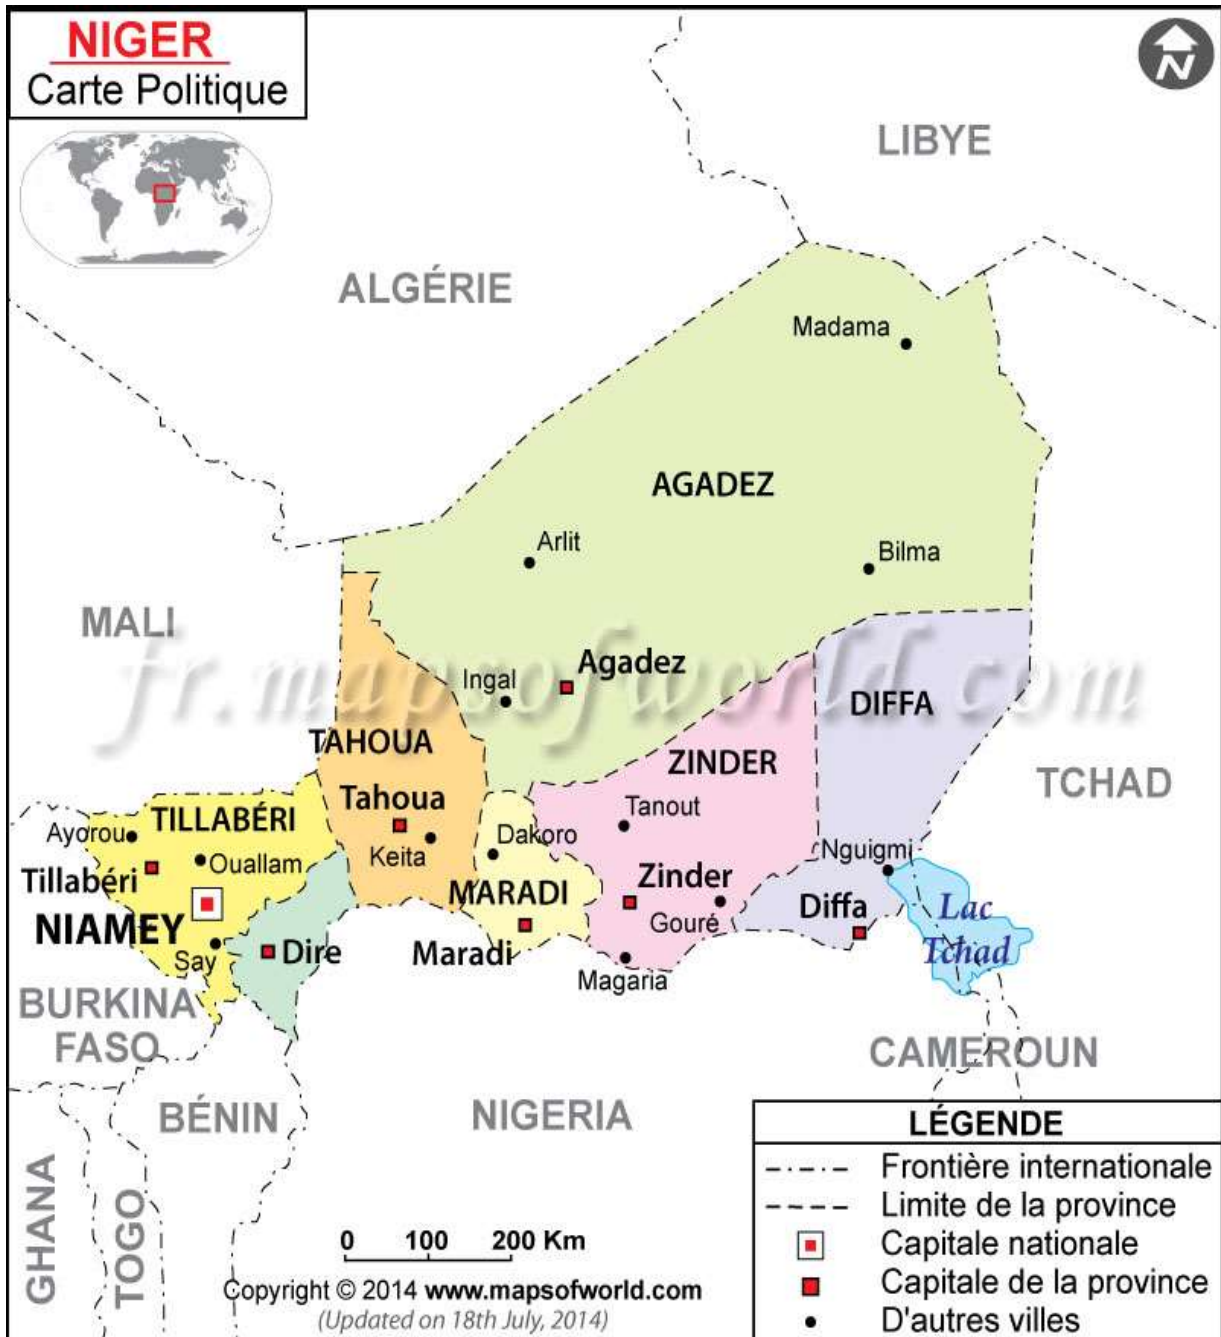 NIGER
Carte Politique
N
LIBYE
ALGÉRIE
Madama
AGADEZ
Arlit
Bilma
MALI
Agadez
Ingal
fr.mapsofworld.com
DIFFA
TAHOUA
ZINDER
TCHAD
Tahoua
TILLABÉRI
Tanout
Ayorou
Dakoro
Keita
Nguigmi
Ouallam
Tillabéri
Zinder
MARADI
Diffa
Lac
Tchad
Gouré
NIAMEY
Dire
Maradi
Say
Magaria
BURKINA
FASO
CAMEROUN
BÉNIN
NIGERIA
GHANA
TOGO
LÉGENDE
Frontière internationale
Limite de la province
Capitale nationale
Capitale de la province
D'autres villes
0 100 200 Km
Copyright © 2014 www.mapsofworld.com
(Updated on 18th July, 2014)